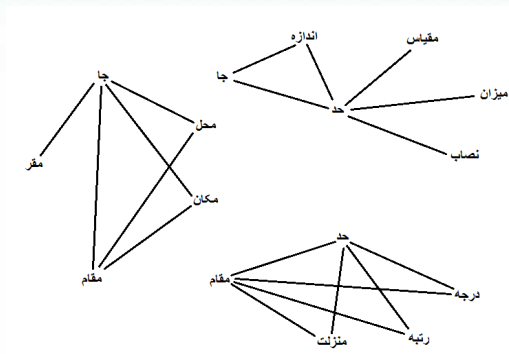 اندازه
مقیاس
جا
جا
میزان
حد
محل
نصاب
مقر
مکان
حد
مقام
مقام
درجه
رتبه
منزلت